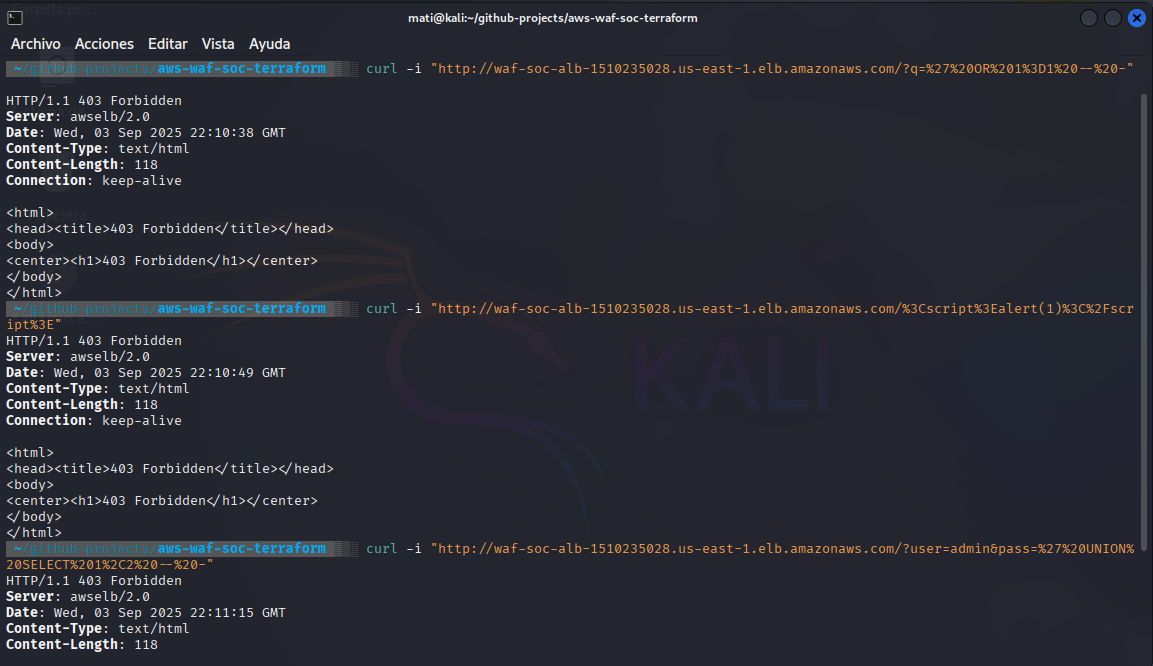 mati@kali:~/github-projects/aws-waf-soc-terraform
Archivo Acciones Editar Vista Ayuda
~/github-projects/aws-waf-soc-terraform curl -i "http://waf-soc-alb-1510235028.us-east-1.elb.amazonaws.com/?q=%27%20OR%201%3D1%20--%20-"
HTTP/1.1 403 Forbidden
Server: awselb/2.0
Date: Wed, 03 Sep 2025 22:10:38 GMT
Content-Type: text/html
Content-Length: 118
Connection: keep-alive
<html>
<head><title>403 Forbidden</title></head>
<body>
<center><h1>403 Forbidden</h1></center>
</body>
</html>
~/github-projects/aws-waf-soc-terraform curl -i "http://waf-soc-alb-1510235028.us-east-1.elb.amazonaws.com/%3Cscript%3Ealert(1)%3C%2Fscr
ipt%3E"
HTTP/1.1 403 Forbidden
Server: awselb/2.0
Date: Wed, 03 Sep 2025 22:10:49 GMT
Content-Type: text/html
Content-Length: 118
Connection: keep-alive
<html>
<head><title>403 Forbidden</title></head>
<body>
<center><h1>403 Forbidden</h1></center>
</body>
</html>
~/github-projects/aws-waf-soc-terraform curl -i "http://waf-soc-alb-1510235028.us-east-1.elb.amazonaws.com/?user=admin&pass=%27%20UNION%
20SELECT%201%2C2%20--%20-"
HTTP/1.1 403 Forbidden
Server: awselb/2.0
Date: Wed, 03 Sep 2025 22:11:15 GMT
Content-Type: text/html
Content-Length: 118
KALI